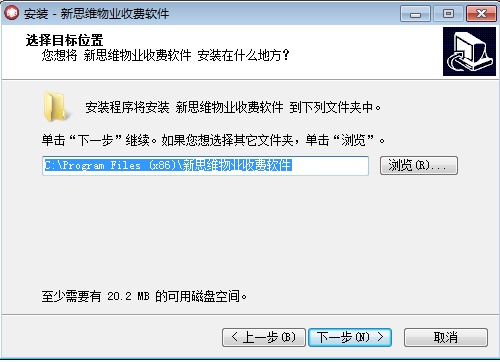 安装 - 新思维物业收费软件
选择目标位置
您想将 新思维物业收费软件 安装在什么地方?
安装程序将安装 新思维物业收费软件 到下列文件夹中。
单击“下一步”继续。如果您想选择其它文件夹，单击“浏览”。
C:\Program Files (x86)\新思维物业收费软件
浏览(R)...
至少需要有 20.2 MB 的可用磁盘空间。
< 上一步(B)
下一步(N) >
取消